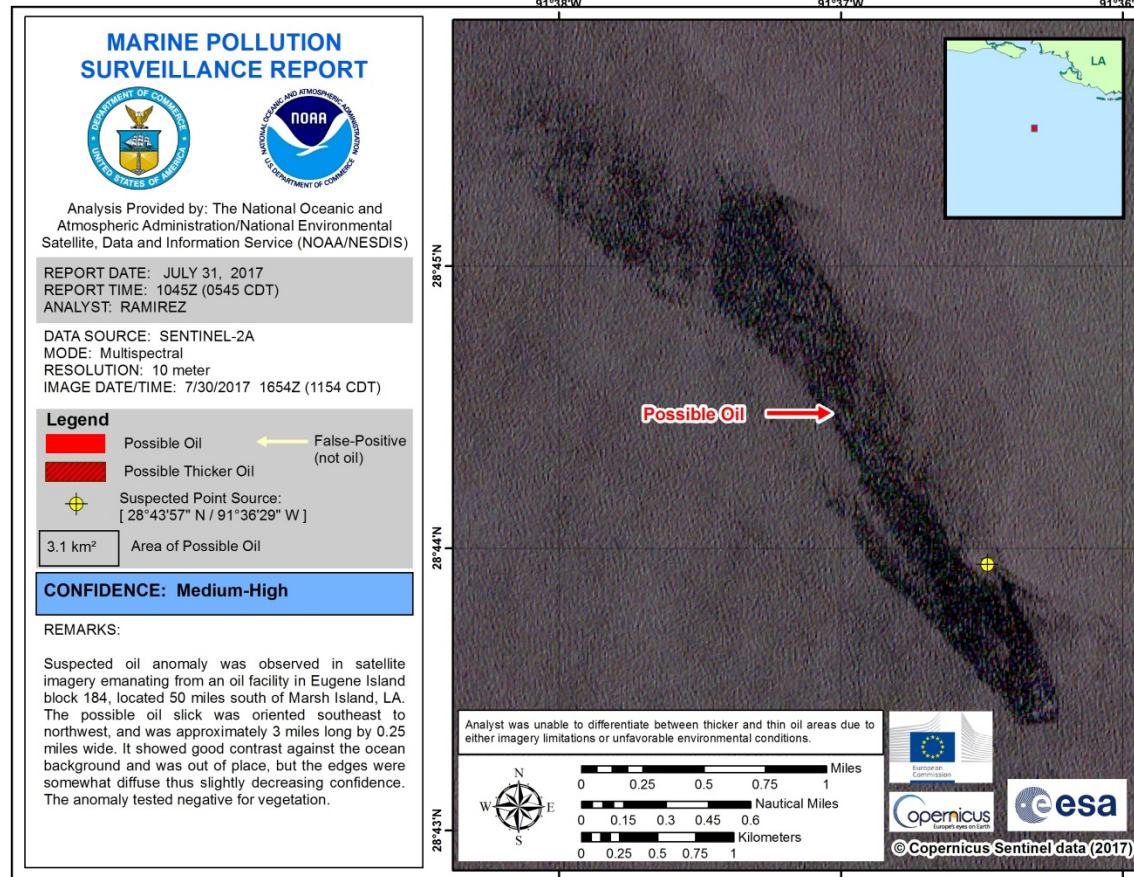 MARINE POLLUTION
SURVEILLANCE REPORT
DEPARTMENT OF COMMERCE
UNITED STATES OF AMERICA
NATIONAL OCEANIC AND ATMOSPHERIC ADMINISTRATION
NOAA
U.S. DEPARTMENT OF COMMERCE
Analysis Provided by: The National Oceanic and
Atmospheric Administration/National Environmental
Satellite, Data and Information Service (NOAA/NESDIS)
REPORT DATE: JULY 31, 2017
REPORT TIME: 1045Z (0545 CDT)
ANALYST: RAMIREZ
DATA SOURCE: SENTINEL-2A
MODE: Multispectral
RESOLUTION: 10 meter
IMAGE DATE/TIME: 7/30/2017 1654Z (1154 CDT)
Legend
Possible Oil
False-Positive
(not oil)
Possible Thicker Oil
Suspected Point Source:
[ 28°43'57" N / 91°36'29" W ]
3.1 km² Area of Possible Oil
CONFIDENCE: Medium-High
REMARKS:
Suspected oil anomaly was observed in satellite
imagery emanating from an oil facility in Eugene Island
block 184, located 50 miles south of Marsh Island, LA.
The possible oil slick was oriented southeast to
northwest, and was approximately 3 miles long by 0.25
miles wide. It showed good contrast against the ocean
background and was out of place, but the edges were
somewhat diffuse thus slightly decreasing confidence.
The anomaly tested negative for vegetation.
91°38'W 91°37'W 91°36'
28°45'N
28°44'N
28°43'N
LA
Possible Oil
Analyst was unable to differentiate between thicker and thin oil areas due to
either imagery limitations or unfavorable environmental conditions.
N
W E
S
Miles
0 0.25 0.5 0.75 1
Nautical Miles
0 0.15 0.3 0.45 0.6
Kilometers
0 0.25 0.5 0.75 1
European
Commission
opernicus
Europe's eyes on Earth
esa
© Copernicus Sentinel data (2017)